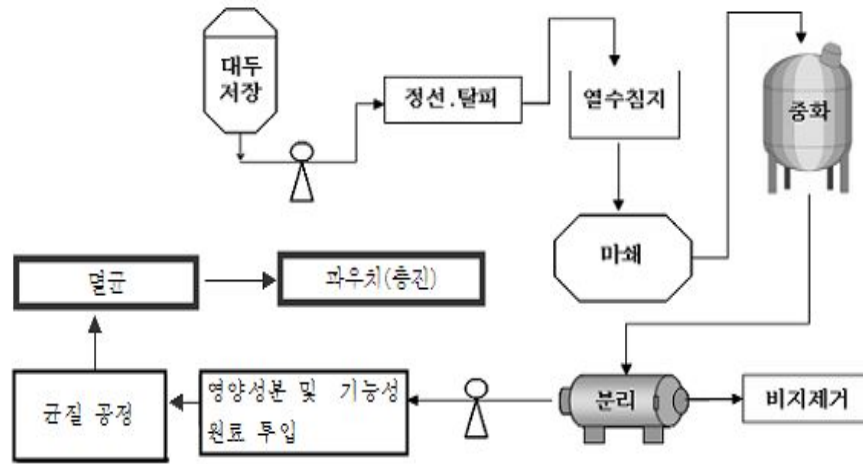 대두
저장
정선.탈피
열수침지
중화
마쇄
멸균
파우치(충진)
균질 공정
영양성분 및 기능성
원료 투입
분리
비지제거